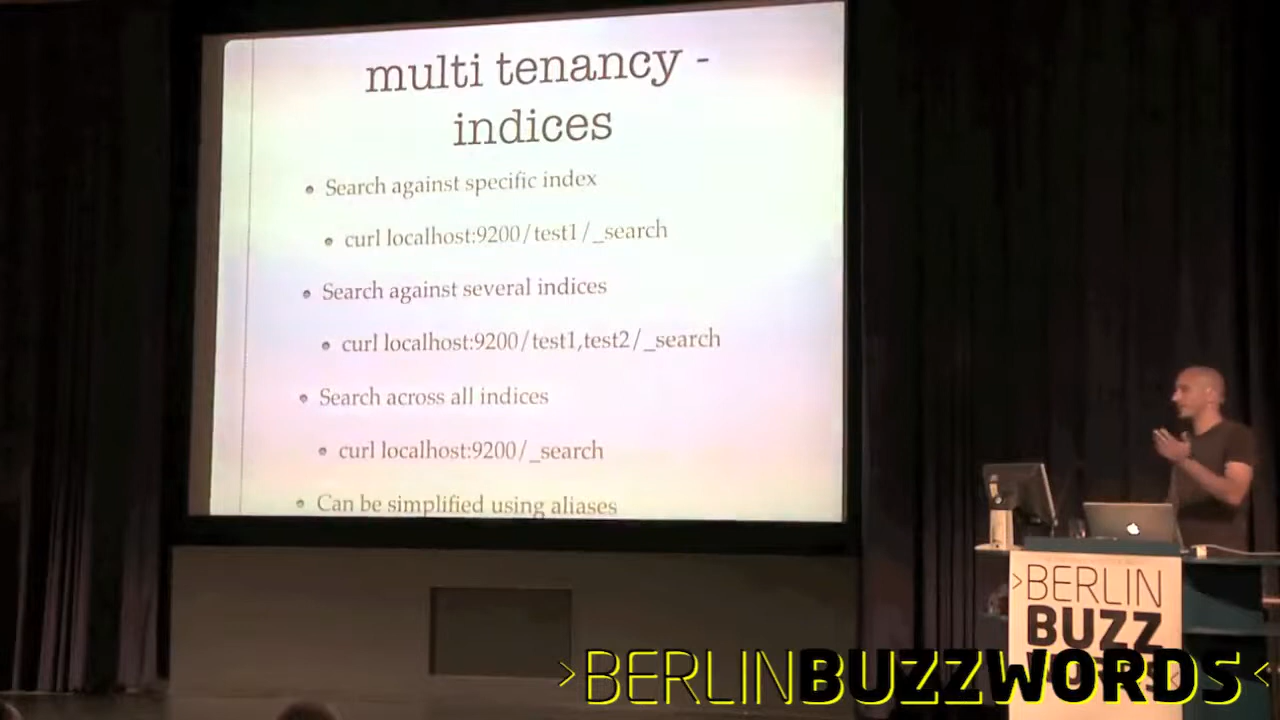 multi tenancy -
indices
• Search against specific index
• curl localhost:9200/test1/_search
• Search against several indices
• curl localhost:9200/test1,test2/_search
• Search across all indices
• curl localhost:9200/_search
• Can be simplified using aliases
>BERLIN
BUZZ
>BERLINBUZZWORDS<